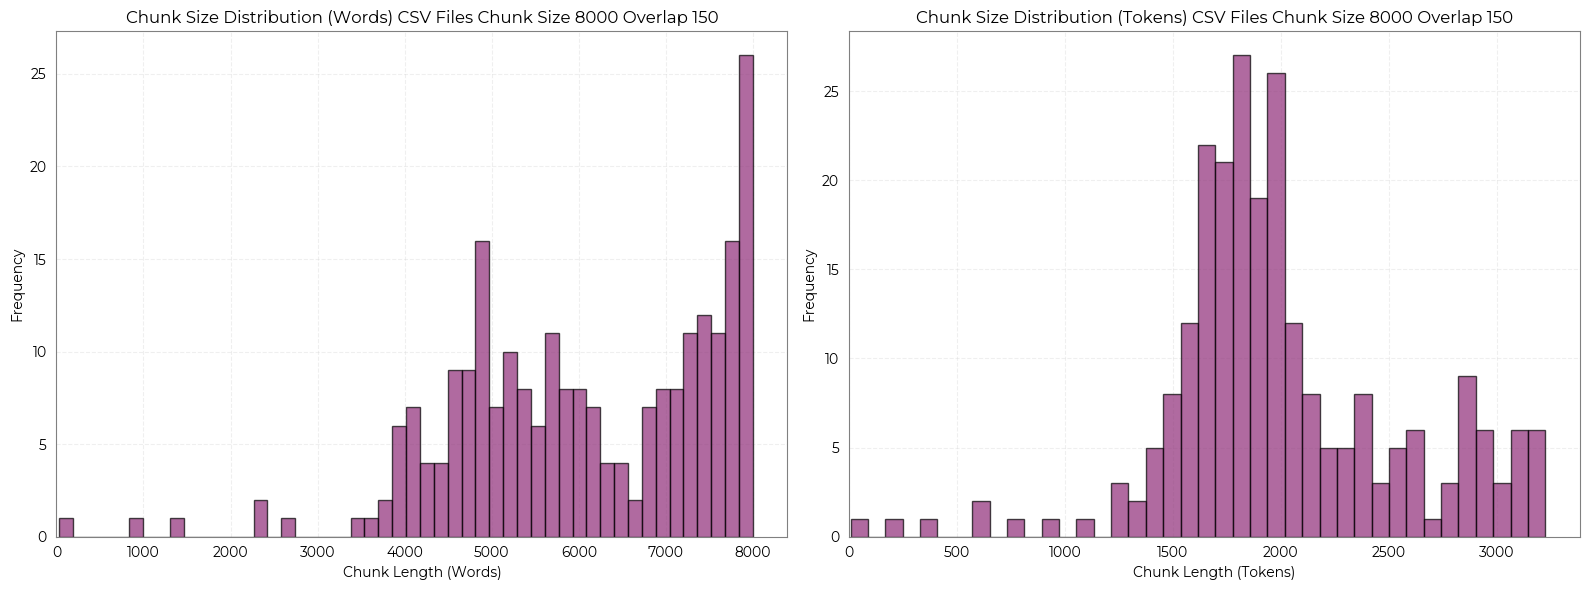 Chunk Size Distribution (Words) CSV Files Chunk Size 8000 Overlap 150
Frequency
25
20
15
10
5
0
0 1000 2000 3000 4000 5000 6000 7000 8000
Chunk Length (Words)
Chunk Size Distribution (Tokens) CSV Files Chunk Size 8000 Overlap 150
Frequency
25
20
15
10
5
0
0 500 1000 1500 2000 2500 3000
Chunk Length (Tokens)